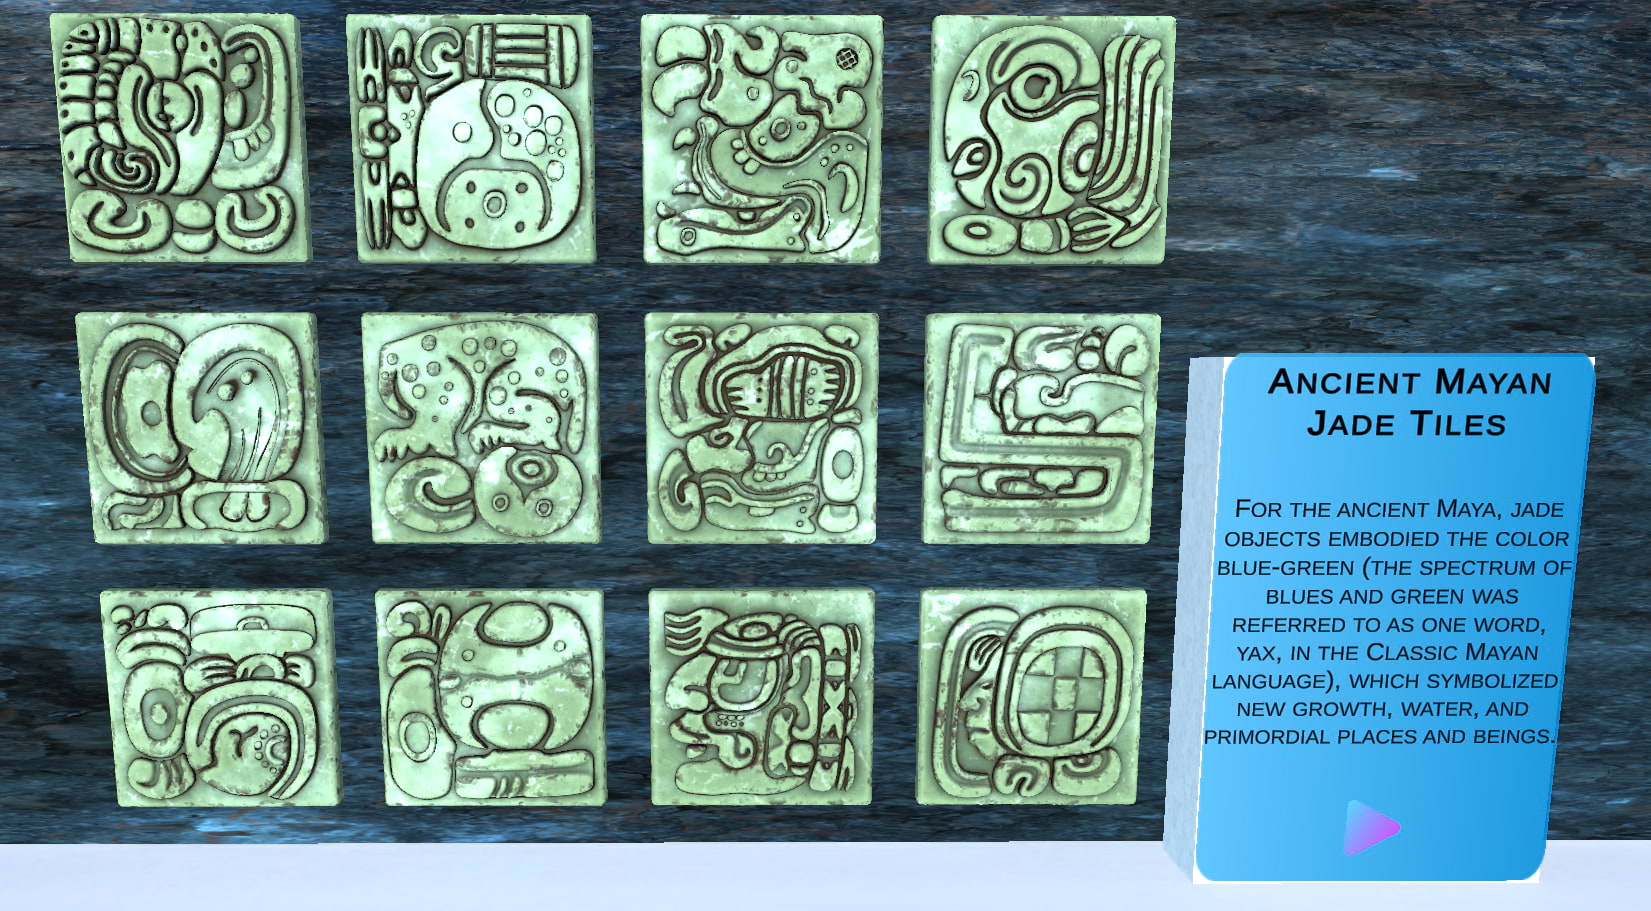 Ancient Mayan
Jade Tiles
For the ancient Maya, jade
objects embodied the color
blue-green (the spectrum of
blues and green was
referred to as one word,
yax, in the Classic Mayan
language), which symbolized
new growth, water, and
primordial places and beings.